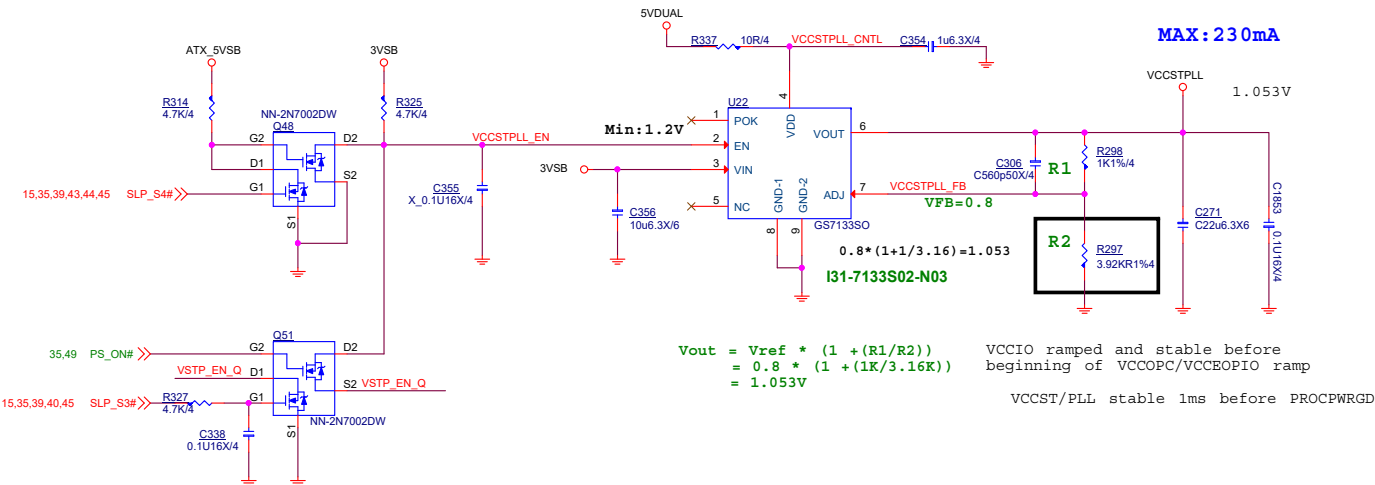 5VDUAL
R337
10R/4
VCCSTPLL_CNTL
C354
1u6.3X/4
MAX:230mA
ATX_5VSB
3VSB
VCCSTPLL
1.053V
R314
4.7K/4
R325
4.7K/4
NN-2N7002DW
Q48
G2
D2
D1
S2
G1
S1
15,35,39,43,44,45
SLP_S4#
VCCSTPLL_EN
Min:1.2V
3VSB
C355
X_0.1U16X/4
C356
10u6.3X/6
U22
1
POK
2
EN
3
VIN
5
NC
4
VDD
VOUT
6
ADJ
7
GND-1
GND-2
8
9
GS7133SO
VCCSTPLL_FB
VFB=0.8
C306
C560p50X/4
R1
R298
1K1%/4
R2
R297
3.92KR1%4
C271
C22u6.3X6
C1853
0.1U16X/4
0.8*(1+1/3.16)=1.053
I31-7133S02-N03
Q51
G2
D2
D1
S2
G1
S1
NN-2N7002DW
35,49
PS_ON#
VSTP_EN_Q
VSTP_EN_Q
15,35,39,40,45
SLP_S3#
R327
4.7K/4
C338
0.1U16X/4
Vout = Vref * (1 +(R1/R2))
= 0.8 * (1 +(1K/3.16K))
= 1.053V
VCCIO ramped and stable before
beginning of VCCOPC/VCCEOPIO ramp
VCCST/PLL stable 1ms before PROCPWRGD